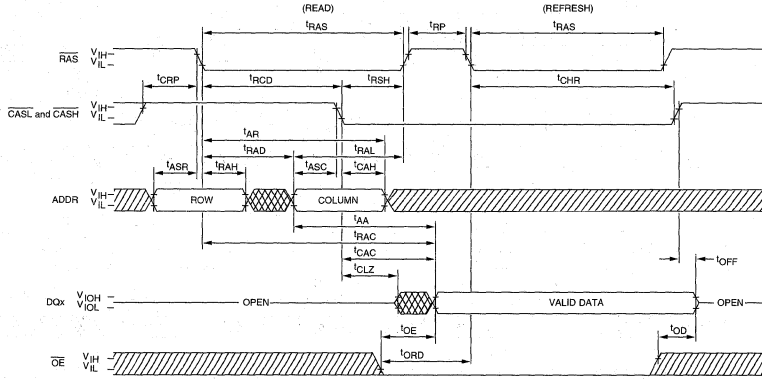 (READ) (REFRESH)
tRAS tRP tRAS
RAS VIH VIL
tCRP tRCD tRSH tCHR
CASL and CASH VIH VIL
tAR
tRAD tRAL
tASR tRAH tASC tCAH
ADDR VIH VIL ROW COLUMN
tAA
tRAC
tCAC
tCLZ tOFF
DQx VIOH VIOL OPEN VALID DATA OPEN
tOE tOD
tORD
OE VIH VIL